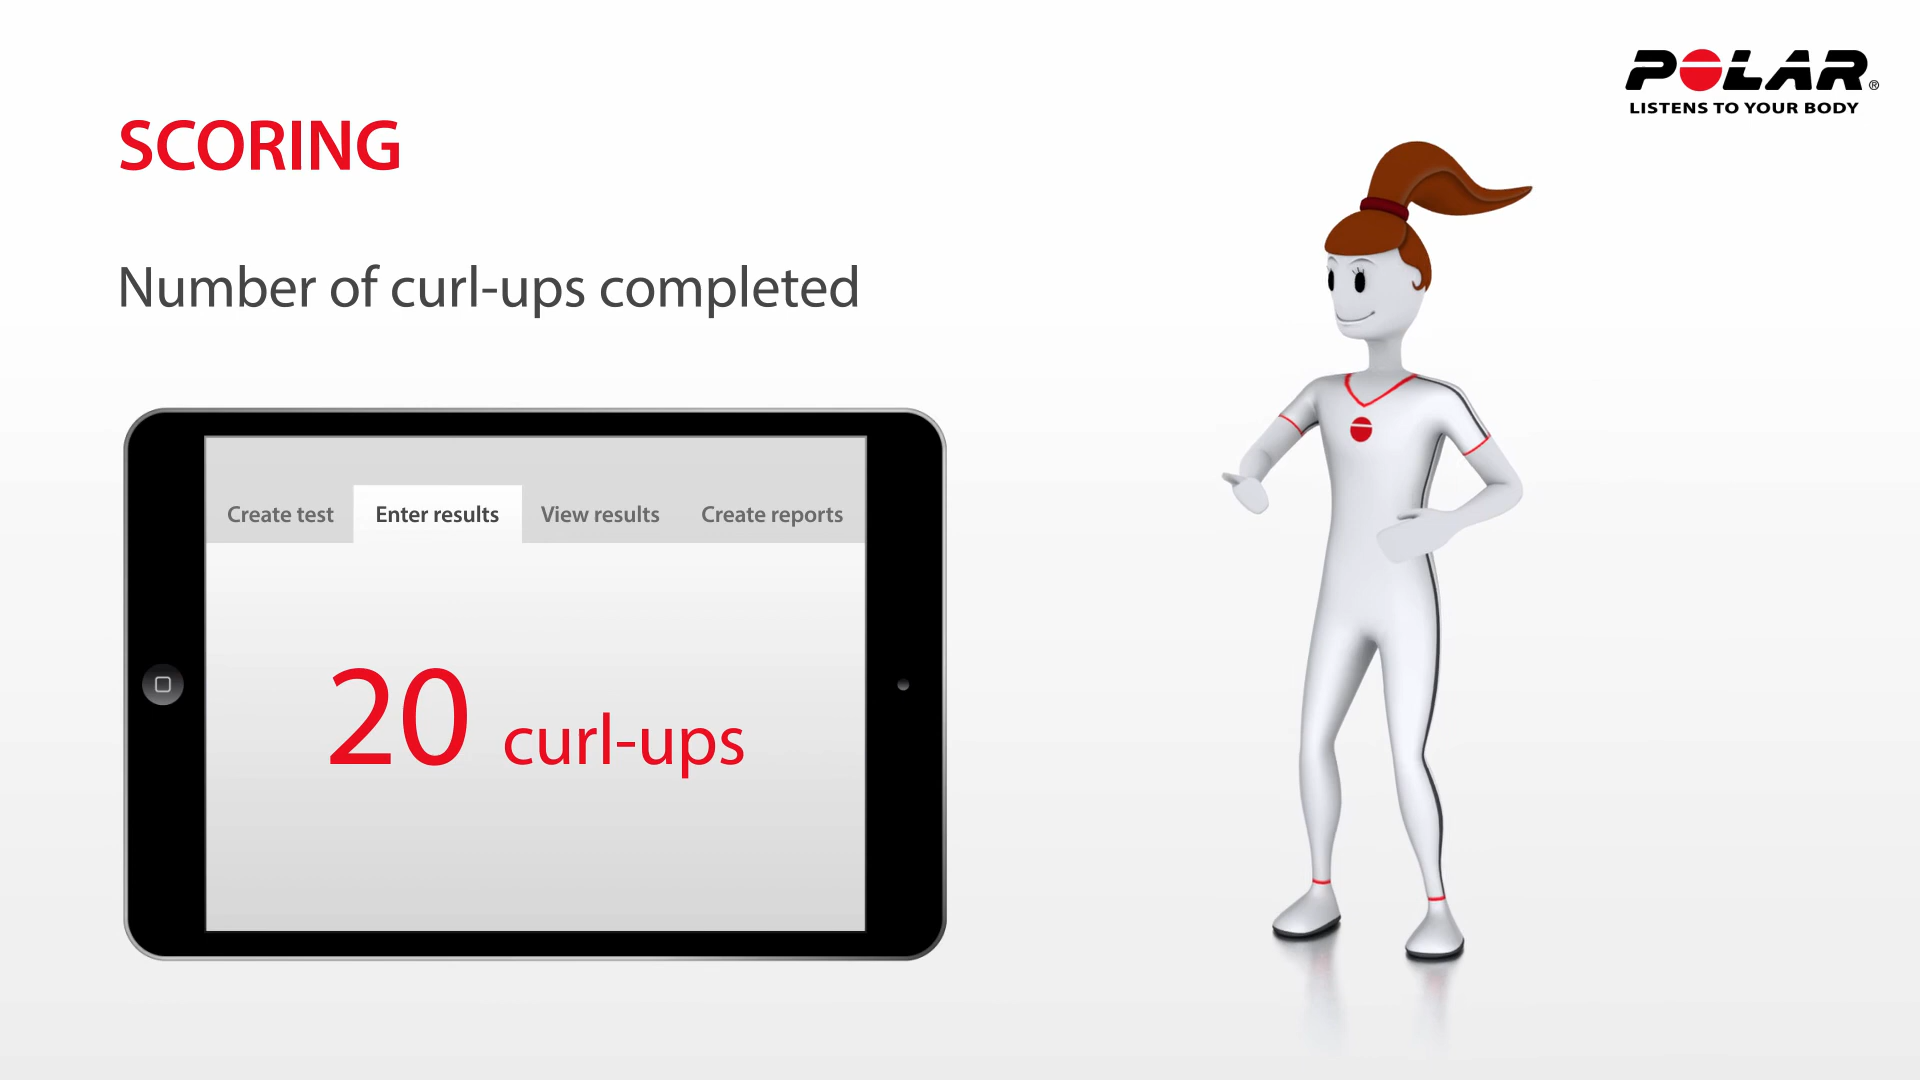 POLAR®
LISTENS TO YOUR BODY
SCORING
Number of curl-ups completed
Create test Enter results View results Create reports
20 curl-ups